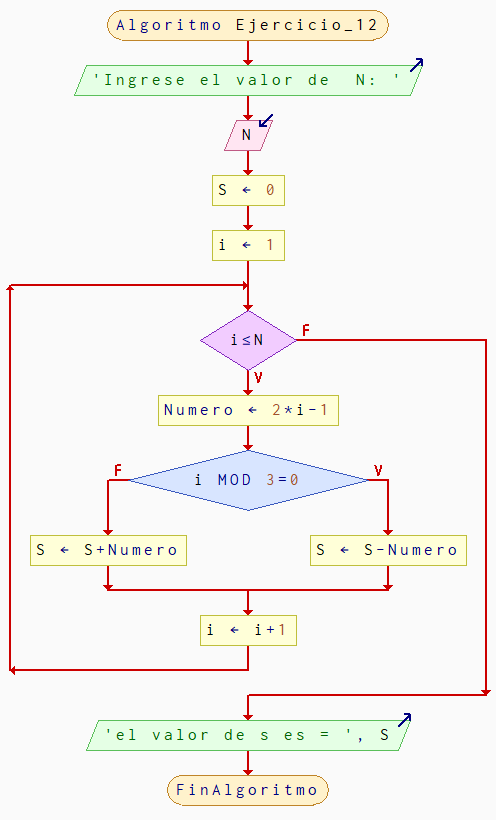 Algoritmo Ejercicio_12
'Ingrese el valor de  N: '
N
S ← 0
i ← 1
i≤N
F
V
Numero ← 2*i-1
F
i MOD 3=0
V
S ← S+Numero
S ← S-Numero
i ← i+1
'el valor de s es = ', S
FinAlgoritmo